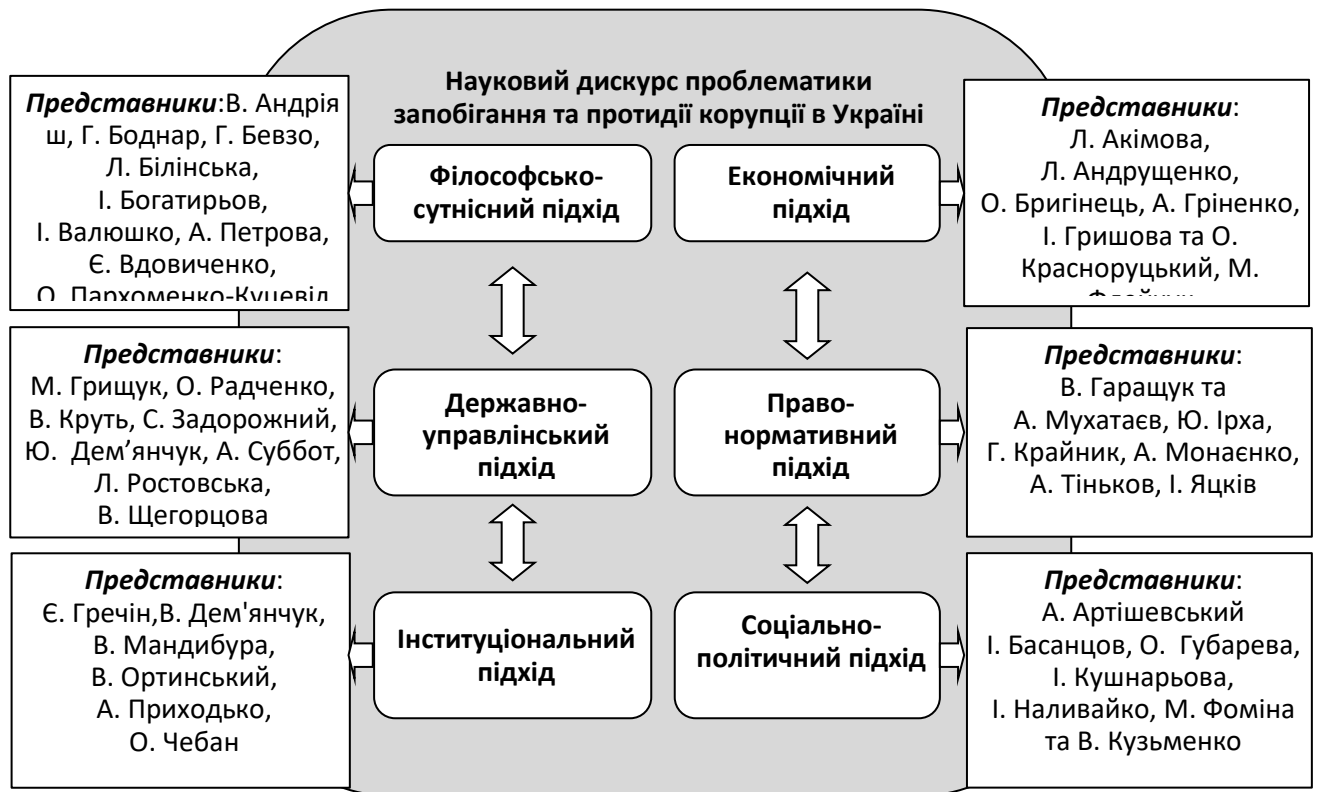 Науковий дискурс проблематики
запобігання та протидії корупції в Україні
Представники:В. Андрія
ш, Г. Боднар, Г. Бевзо,
Л. Білінська,
І. Богатирьов,
І. Валюшко, А. Петрова,
Є. Вдовиченко,
О. Пархоменко-Куцевіл
Філософсько-
сутнісний підхід
Економічний
підхід
Представники:
Л. Акімова,
Л. Андрущенко,
О. Бригінець, А. Гріненко,
І. Гришова та О.
Красноруцький, М.
Представники:
М. Грищук, О. Радченко,
В. Круть, С. Задорожний,
Ю. Дем’янчук, А. Суббот,
Л. Ростовська,
В. Щегорцова
Державно-
управлінський
підхід
Право-
нормативний
підхід
Представники:
В. Гаращук та
А. Мухатаєв, Ю. Ірха,
Г. Крайник, А. Монаєнко,
А. Тіньков, І. Яцків
Представники:
Є. Гречін,В. Дем'янчук,
В. Мандибура,
В. Ортинський,
А. Приходько,
О. Чебан
Інституціональний
підхід
Соціально-
політичний підхід
Представники:
А. Артішевський
І. Басанцов, О. Губарева,
І. Кушнарьова,
І. Наливайко, М. Фоміна
та В. Кузьменко